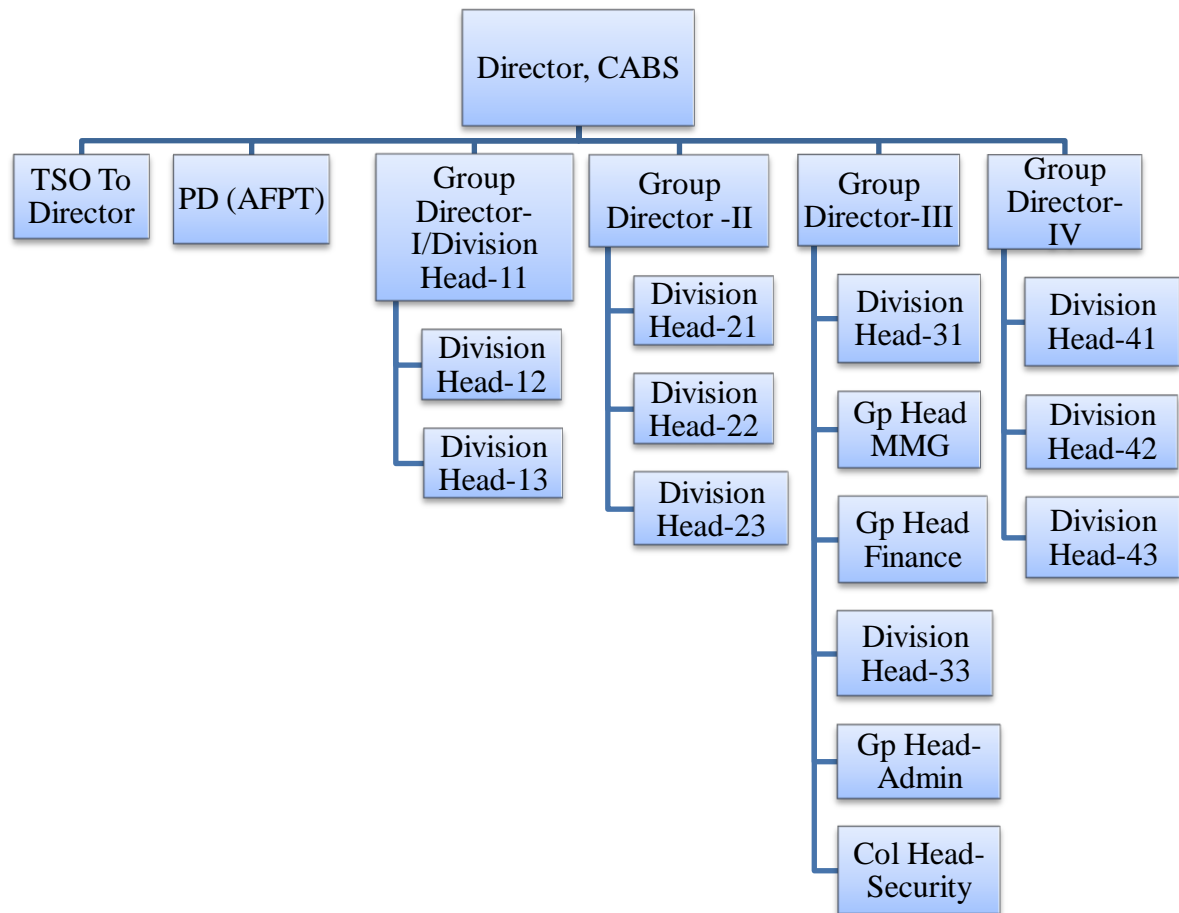 Director, CABS
TSO To
Director
PD (AFPT)
Group
Director-
I/Division
Head-11
Division
Head-12
Division
Head-13
Group
Director -II
Division
Head-21
Division
Head-22
Division
Head-23
Group
Director-III
Division
Head-31
Gp Head
MMG
Gp Head
Finance
Division
Head-33
Gp Head-
Admin
Col Head-
Security
Group
Director-
IV
Division
Head-41
Division
Head-42
Division
Head-43